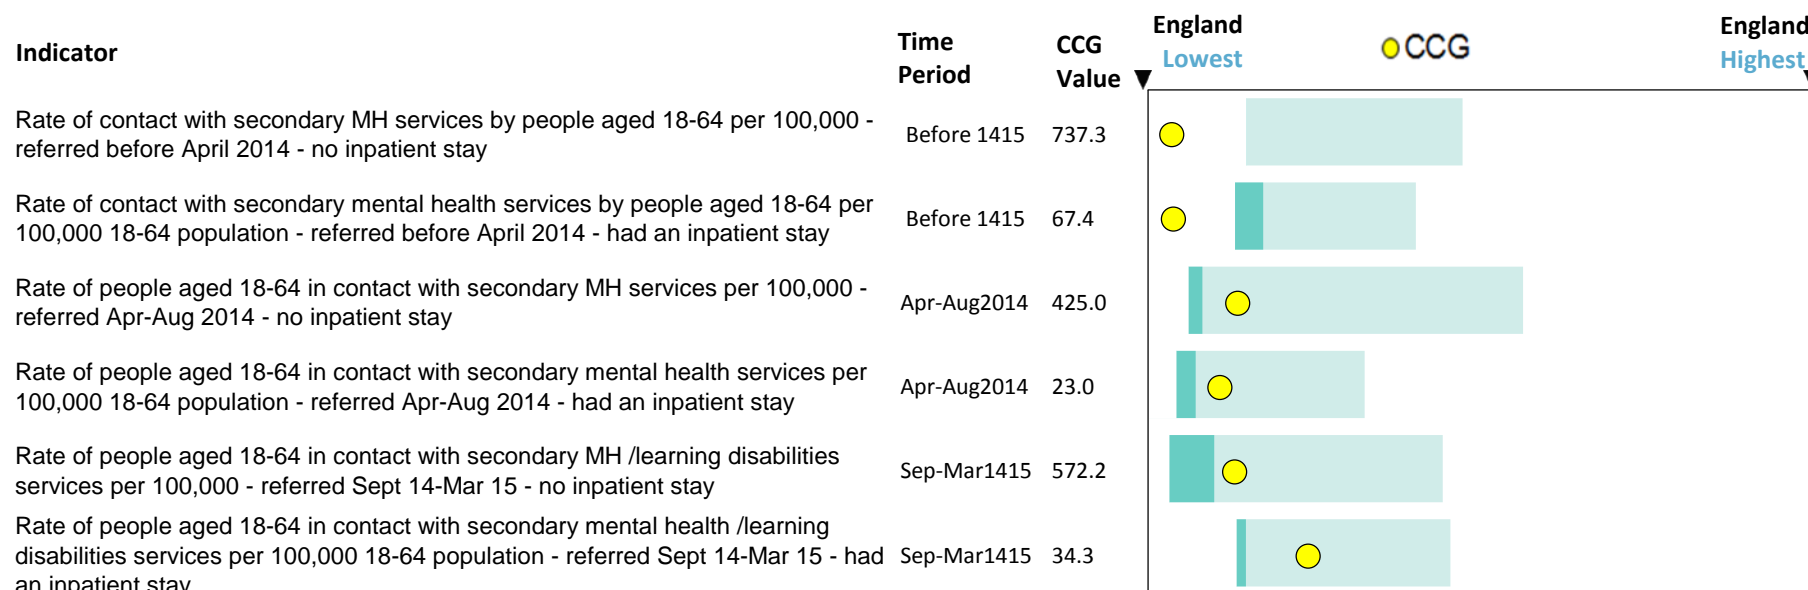 Indicator
Time Period
CCG Value
England Lowest
CCG
England Highest
Rate of contact with secondary MH services by people aged 18-64 per 100,000 -
referred before April 2014 - no inpatient stay
Before 1415 737.3
Rate of contact with secondary mental health services by people aged 18-64 per
100,000 18-64 population - referred before April 2014 - had an inpatient stay
Before 1415 67.4
Rate of people aged 18-64 in contact with secondary MH services per 100,000 -
referred Apr-Aug 2014 - no inpatient stay
Apr-Aug2014 425.0
Rate of people aged 18-64 in contact with secondary mental health services per
100,000 18-64 population - referred Apr-Aug 2014 - had an inpatient stay
Apr-Aug2014 23.0
Rate of people aged 18-64 in contact with secondary MH /learning disabilities
services per 100,000 - referred Sept 14-Mar 15 - no inpatient stay
Sep-Mar1415 572.2
Rate of people aged 18-64 in contact with secondary mental health /learning
disabilities services per 100,000 18-64 population - referred Sept 14-Mar 15 - had
an inpatient stay
Sep-Mar1415 34.3